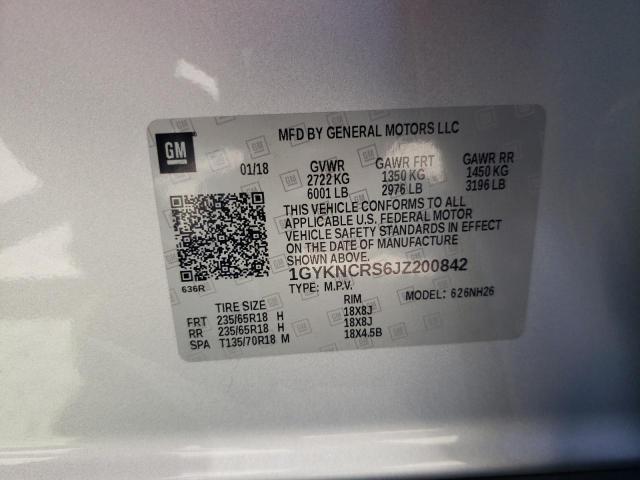 GM
MFD BY GENERAL MOTORS LLC
01/18 GVWR GAWR FRT GAWR RR
2722 KG 1350 KG 1450 KG
6001 LB 2976 LB 3196 LB
THIS VEHICLE CONFORMS TO ALL
APPLICABLE U.S. FEDERAL MOTOR
VEHICLE SAFETY STANDARDS IN EFFECT
ON THE DATE OF MANUFACTURE
SHOWN ABOVE.
1GYKNCRS6JZ200842
636R
TYPE: M.P.V. MODEL: 626NH26
TIRE SIZE RIM
FRT 235/65R18 H 18X8J
RR 235/65R18 H 18X8J
SPA T135/70R18 M 18X4.5B